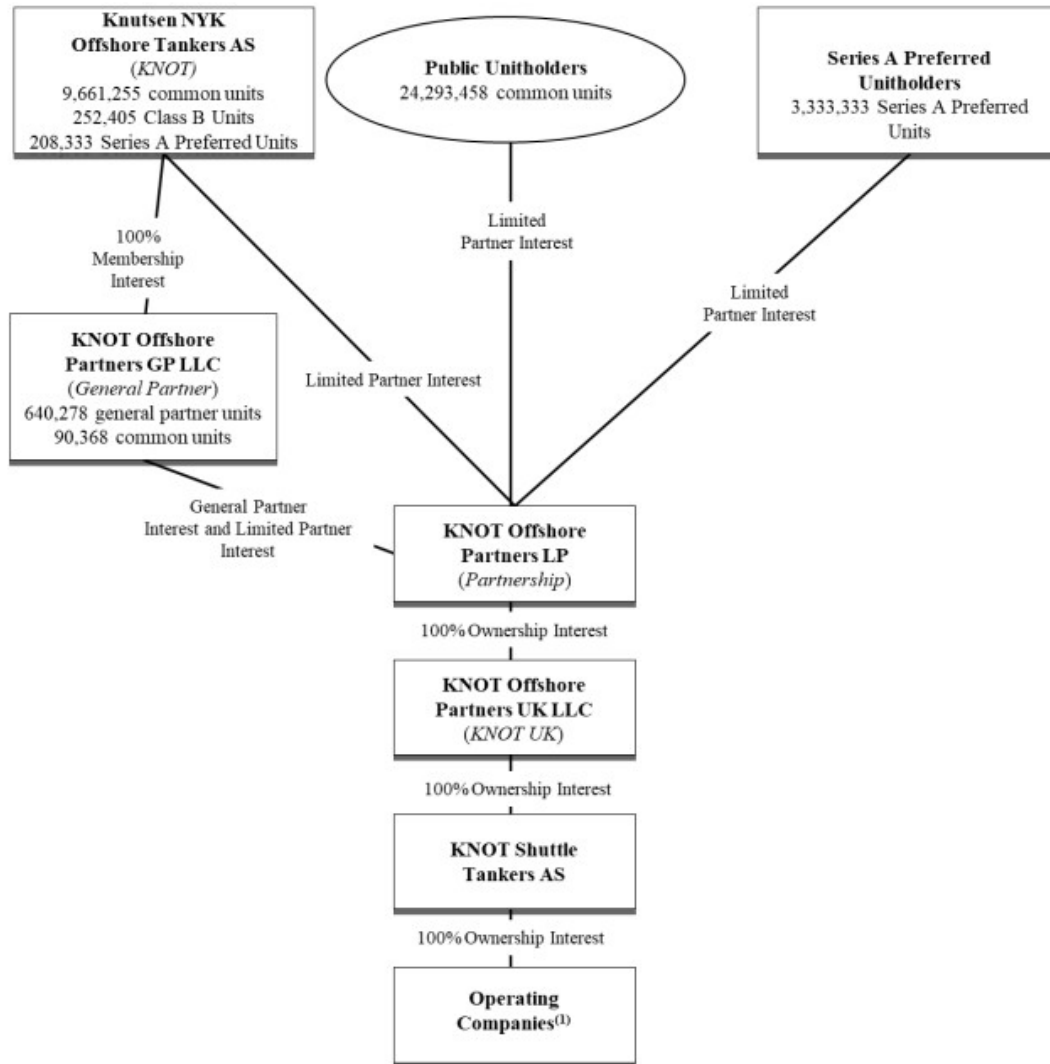 Knutsen NYK
Offshore Tankers AS
(KNOT)
9,661,255 common units
252,405 Class B Units
208,333 Series A Preferred Units
Public Unitholders
24,293,458 common units
Series A Preferred
Unitholders
3,333,333 Series A Preferred
Units
100%
Membership
Interest
Limited
Partner Interest
Limited
Partner Interest
KNOT Offshore
Partners GP LLC
(General Partner)
640,278 general partner units
90,368 common units
Limited Partner Interest
General Partner
Interest and Limited Partner
Interest
KNOT Offshore
Partners LP
(Partnership)
100% Ownership Interest
KNOT Offshore
Partners UK LLC
(KNOT UK)
100% Ownership Interest
KNOT Shuttle
Tankers AS
100% Ownership Interest
Operating
Companies(1)